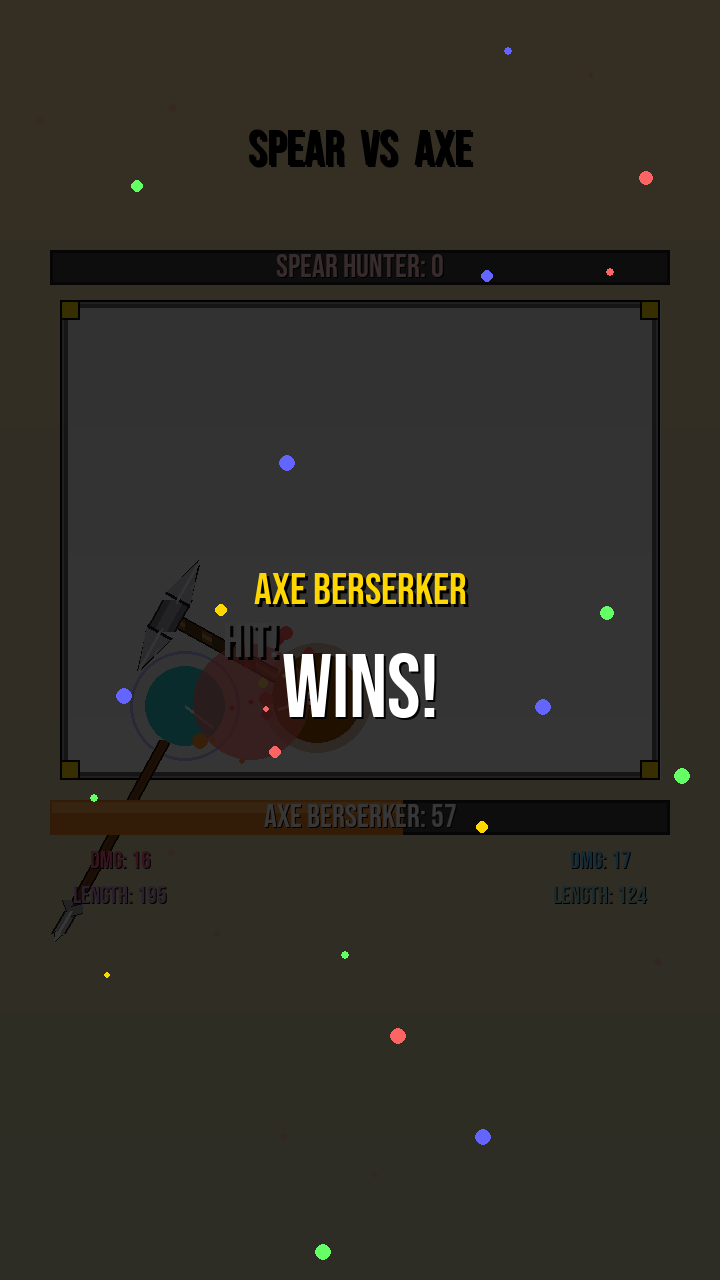 SPEAR VS AXE
SPEAR HUNTER: 0
AXE BERSERKER
HIT!
WINS!
AXE BERSERKER: 57
DMG: 16
DMG: 17
LENGTH: 195
LENGTH: 124